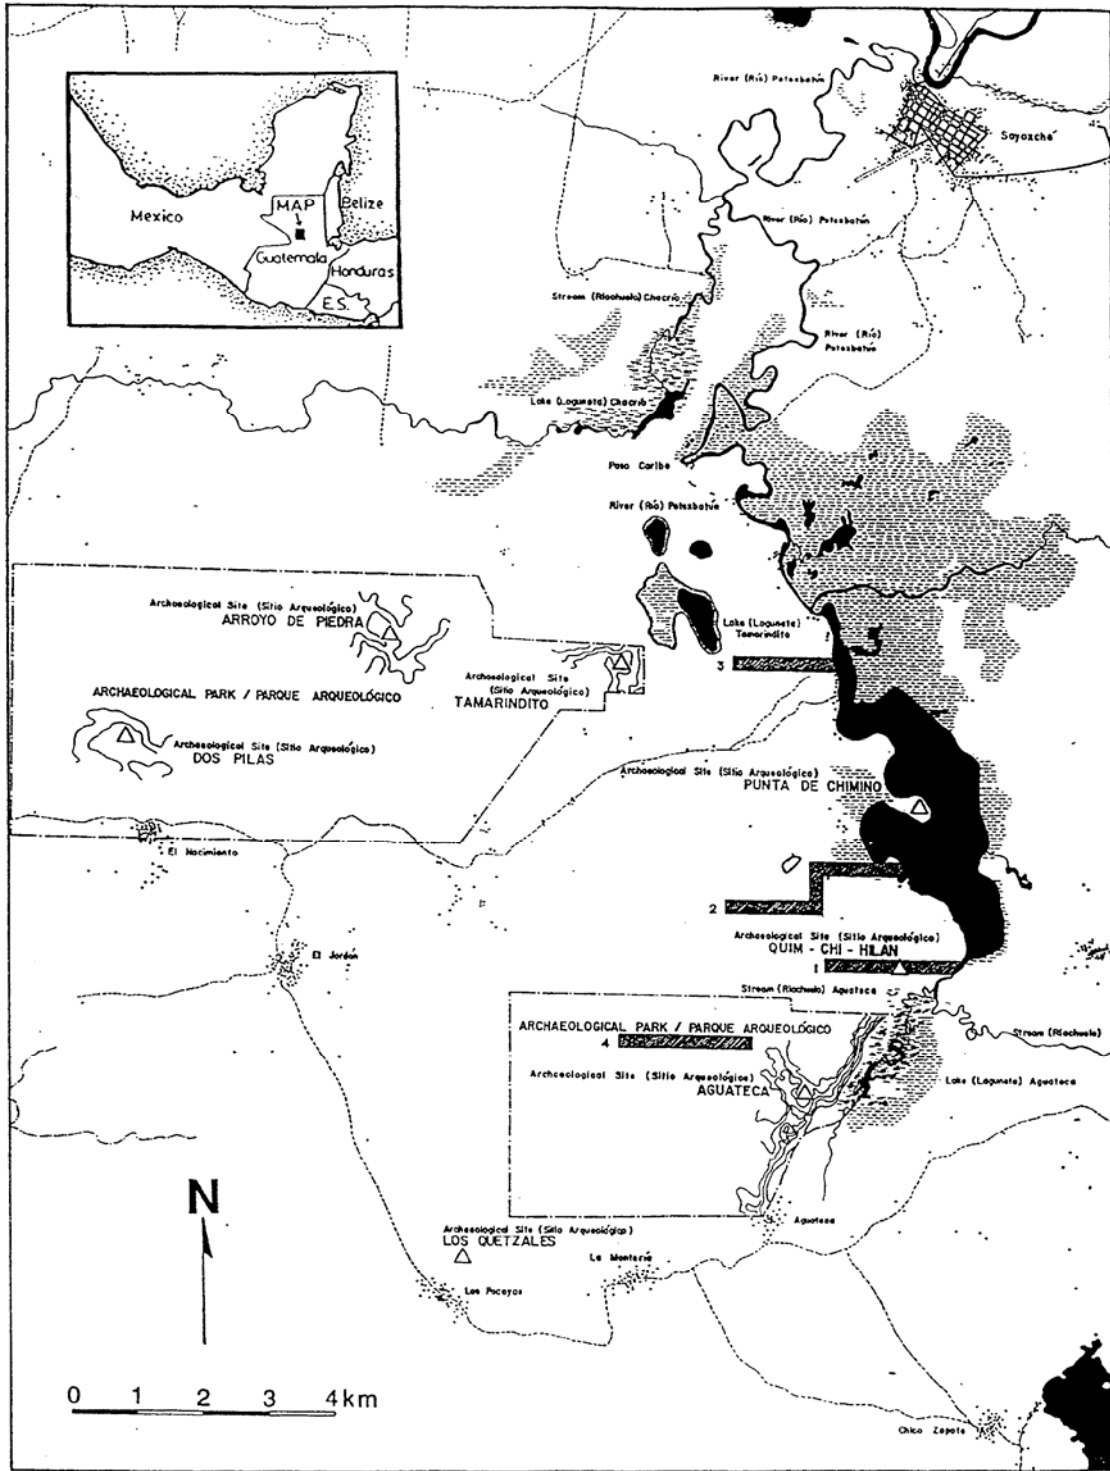 River (Río) Petexbatún
Sayaxché
Mexico
MAP
Belize
Guatemala
Honduras
E.S.
River (Río) Petexbatún
Stream (Riachuelo) Chacrío
River (Río)
Petexbatún
Lake (Laguneta) Chacrío
Paso Caribe
River (Río) Petexbatún
Archaeological Site (Sitio Arqueológico)
ARROYO DE PIEDRA
Lake (Laguneta)
Tamarindito
3
Archaeological Site
(Sitio Arqueológico)
TAMARINDITO
ARCHAEOLOGICAL PARK / PARQUE ARQUEOLÓGICO
Archaeological Site (Sitio Arqueológico)
DOS PILAS
Archaeological Site (Sitio Arqueológico)
PUNTA DE CHIMINO
El Nacimiento
2
Archaeological Site (Sitio Arqueológico)
QUIM - CHI - HILAN
El Jordán
1
Stream (Riachuelo) Aguateca
ARCHAEOLOGICAL PARK / PARQUE ARQUEOLÓGICO
Stream (Riachuelo)
4
Archaeological Site (Sitio Arqueológico)
AGUATECA
Lake (Laguneta) Aguateca
N
Aguateca
Archaeological Site (Sitio Arqueológico)
LOS QUETZALES
La Montería
Los Pocayos
0 1 2 3 4 km
Chico Zapote